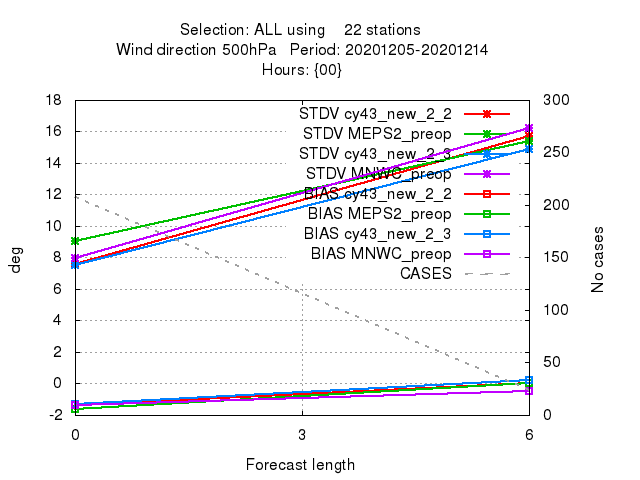 Selection: ALL using 22 stations
Wind direction 500hPa Period: 20201205-20201214
Hours: {00}
18
16
14
12
10
8
6
4
2
0
-2
deg
300
250
200
150
100
50
0
No cases
STDV cy43_new_2_2
STDV MEPS2_preop
STDV cy43_new_2_3
STDV MNWC_preop
BIAS cy43_new_2_2
BIAS MEPS2_preop
BIAS cy43_new_2_3
BIAS MNWC_preop
CASES
0 3 6
Forecast length